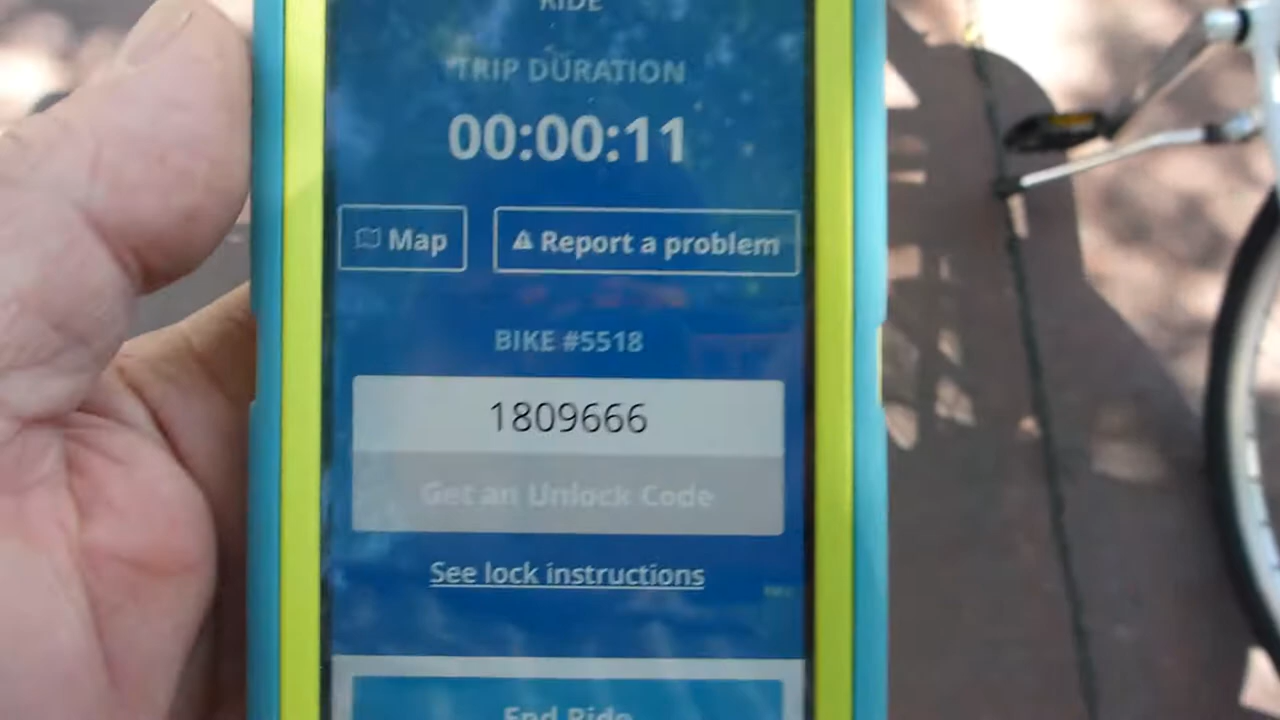 RIDE
TRIP DURATION
00:00:11
Map
Report a problem
BIKE #5518
1809666
Get an Unlock Code
See lock instructions
End Ride